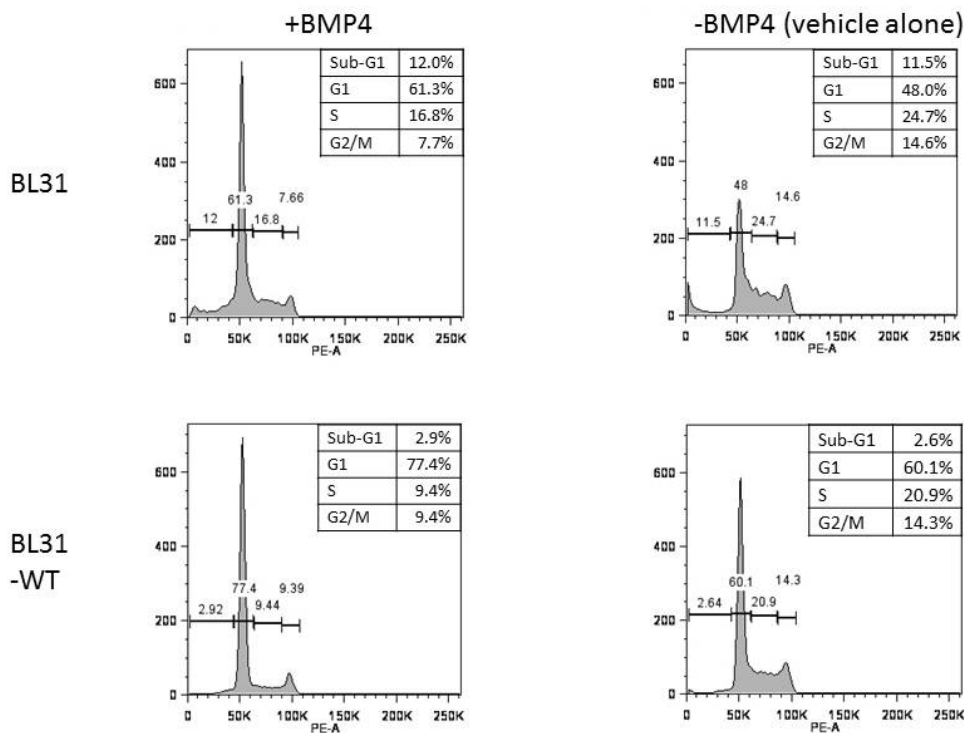 +BMP4
-BMP4 (vehicle alone)
BL31
600
400
200
0
12
61.3
16.8
7.66
Sub-G1 12.0%
G1 61.3%
S 16.8%
G2/M 7.7%
0 50K 100K 150K 200K 250K
PE-A
600
400
200
0
11.5
48
24.7
14.6
Sub-G1 11.5%
G1 48.0%
S 24.7%
G2/M 14.6%
0 50K 100K 150K 200K 250K
PE-A
BL31
-WT
600
400
200
0
2.92
77.4
9.44
9.39
Sub-G1 2.9%
G1 77.4%
S 9.4%
G2/M 9.4%
0 50K 100K 150K 200K 250K
PE-A
600
400
200
0
2.64
60.1
20.9
14.3
Sub-G1 2.6%
G1 60.1%
S 20.9%
G2/M 14.3%
0 50K 100K 150K 200K 250K
PE-A